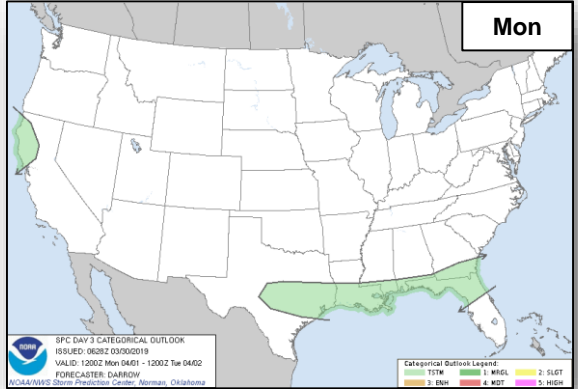 Mon
SPC DAY 3 CATEGORICAL OUTLOOK
ISSUED: 0628Z 03/30/2019
VALID: 1200Z Mon 04/01 - 1200Z Tue 04/02
FORECASTER: DARROW
NOAA/NWS Storm Prediction Center, Norman, Oklahoma
NOAA
Categorical Outlook Legend:
TSTM 1: MRGL 2: SLGT
3: ENH 4: MDT 5: HIGH